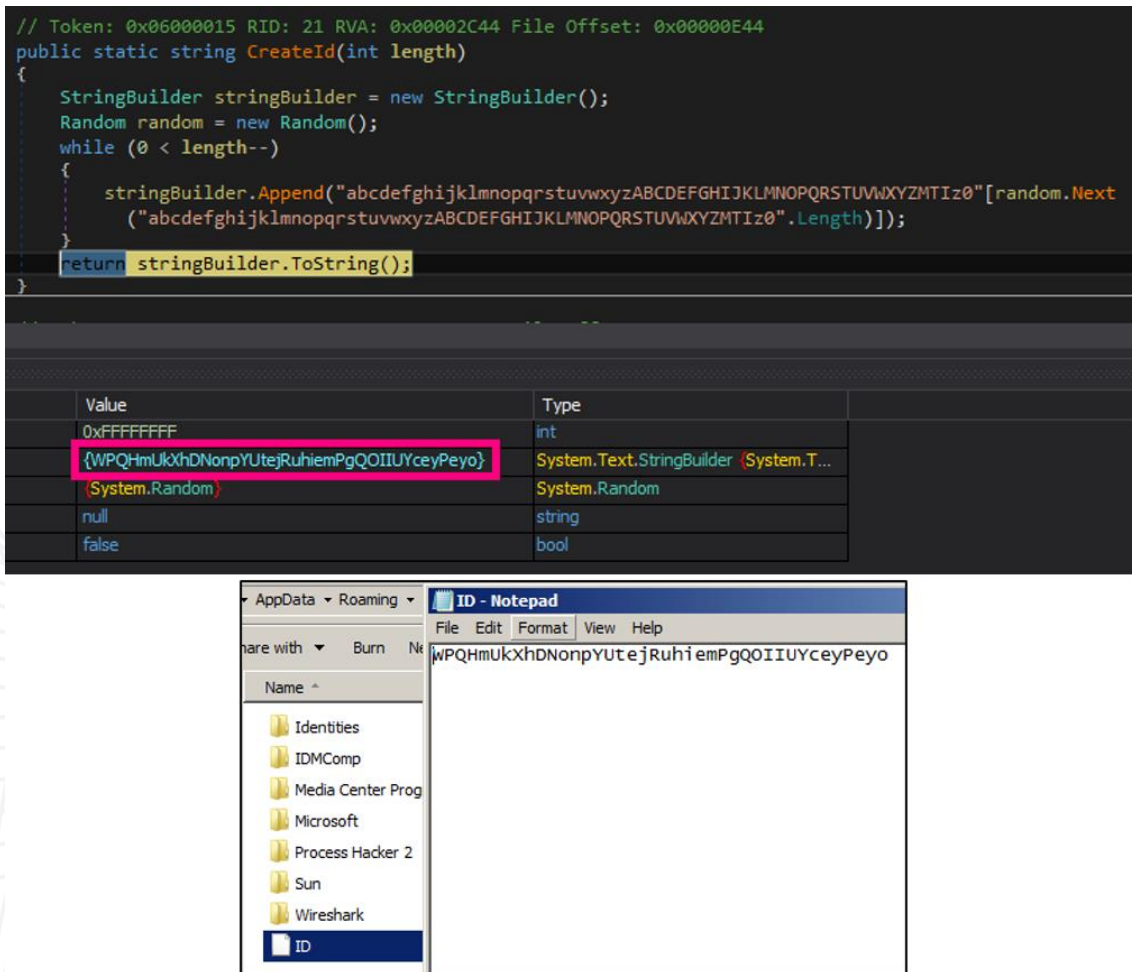 // Token: 0x06000015 RID: 21 RVA: 0x00002C44 File Offset: 0x00000E44
public static string CreateId(int length)
{
StringBuilder stringBuilder = new StringBuilder();
Random random = new Random();
while (0 < length--)
{
stringBuilder.Append("abcdefghijklmnopqrstuvwxyzABCDEFGHIJKLMNOPQRSTUVWXYZMTIz0"[random.Next
("abcdefghijklmnopqrstuvwxyzABCDEFGHIJKLMNOPQRSTUVWXYZMTIz0".Length)]);
}
return stringBuilder.ToString();
}
Value Type
0xFFFFFFFF int
{WPQHmUkXhDNonpYUtejRuhiemPgQOIIUYceyPeyo} System.Text.StringBuilder {System.T...
{System.Random} System.Random
null string
false bool
AppData Roaming
hare with Burn Ne
Name
Identities
IDMComp
Media Center Prog
Microsoft
Process Hacker 2
Sun
Wireshark
ID
ID - Notepad
File Edit Format View Help
WPQHmUkXhDNonpYUtejRuhiemPgQOIIUYceyPeyo